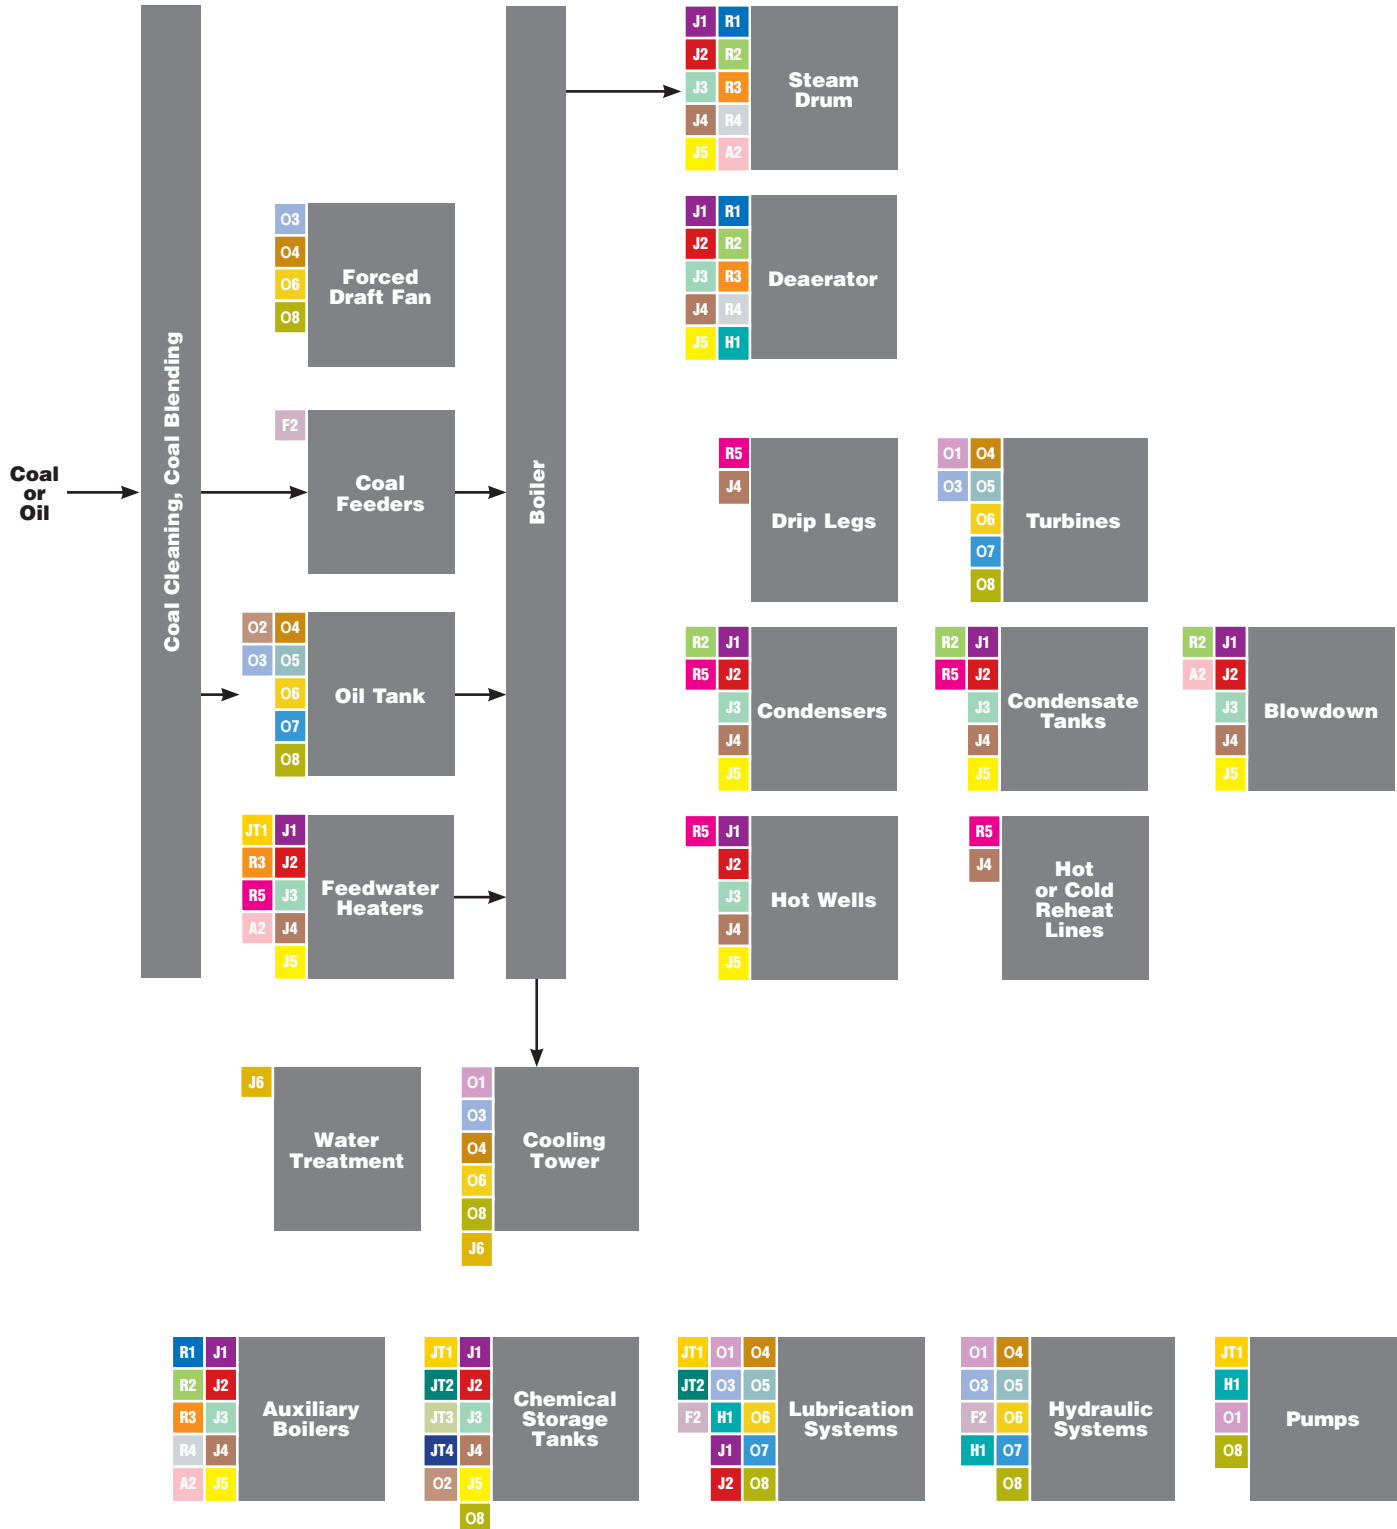 J1 R1
J2 R2
J3 R3
J4 R4
J5 A2
Steam
Drum
J1 R1
J2 R2
J3 R3
J4 R4
J5 H1
Deaerator
O3
O4
O6
O8
Forced
Draft Fan
Coal Cleaning, Coal Blending
Coal
or
Oil
F2
Coal
Feeders
Boiler
R5
J4
Drip Legs
O1 O4
O3 O5
O6
O7
O8
Turbines
O2 O4
O3 O5
O6
O7
O8
Oil Tank
R2 J1
R5 J2
J3
J4
J5
Condensers
R2 J1
R5 J2
J3
J4
J5
Condensate
Tanks
R2 J1
A2 J2
J3
J4
J5
Blowdown
JT1 J1
R3 J2
R5 J3
A2 J4
J5
Feedwater
Heaters
R5 J1
J2
J3
J4
J5
Hot Wells
R5
J4
Hot
or Cold
Reheat
Lines
J6
Water
Treatment
O1
O3
O4
O6
O8
J6
Cooling
Tower
R1 J1
R2 J2
R3 J3
R4 J4
A2 J5
Auxiliary
Boilers
JT1 J1
JT2 J2
JT3 J3
JT4 J4
O2 J5
O8
Chemical
Storage
Tanks
JT1 O1 O4
JT2 O3 O5
F2 H1 O6
J1 O7
J2 O8
Lubrication
Systems
O1 O4
O3 O5
F2 O6
H1 O7
O8
Hydraulic
Systems
JT1
H1
O1
O8
Pumps